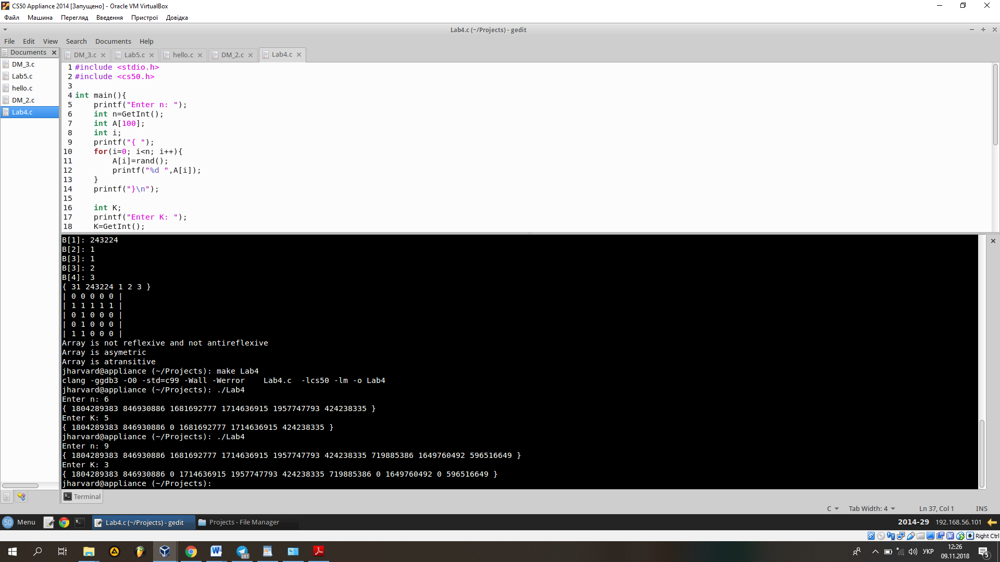 CS50 Appliance 2014 [Запущено] - Oracle VM VirtualBox
Файл Машина Перегляд Введення Пристрої Довідка
Lab4.c (~/Projects) - gedit
File Edit View Search Documents Help
Documents
DM_3.c
Lab5.c
hello.c
DM_2.c
Lab4.c
DM_3.c Lab5.c hello.c DM_2.c Lab4.c
1 #include <stdio.h>
2 #include <cs50.h>
3
4 int main(){
5     printf("Enter n: ");
6     int n=GetInt();
7     int A[100];
8     int i;
9     printf("{ ");
10     for(i=0; i<n; i++){
11         A[i]=rand();
12         printf("%d ",A[i]);
13     }
14     printf("}\n");
15
16     int K;
17     printf("Enter K: ");
18     K=GetInt();
B[1]: 243224
B[2]: 1
B[3]: 1
B[3]: 2
B[4]: 3
{ 31 243224 1 2 3 }
| 0 0 0 0 0 |
| 1 1 1 1 1 |
| 0 1 0 0 0 |
| 0 1 0 0 0 |
| 1 1 0 0 0 |
Array is not reflexive and not antireflexive
Array is asymetric
Array is atransitive
jharvard@appliance (~/Projects): make Lab4
clang -ggdb3 -O0 -std=c99 -Wall -Werror    Lab4.c  -lcs50 -lm -o Lab4
jharvard@appliance (~/Projects): ./Lab4
Enter n: 6
{ 1804289383 846930886 1681692777 1714636915 1957747793 424238335 }
Enter K: 5
{ 1804289383 846930886 0 1681692777 1714636915 424238335 }
jharvard@appliance (~/Projects): ./Lab4
Enter n: 9
{ 1804289383 846930886 1681692777 1714636915 1957747793 424238335 719885386 1649760492 596516649 }
Enter K: 3
{ 1804289383 846930886 0 1714636915 1957747793 424238335 719885386 0 1649760492 0 596516649 }
jharvard@appliance (~/Projects):
Terminal
C Tab Width: 4 Ln 37, Col 1 INS
50 Menu Lab4.c (~/Projects) - gedit Projects - File Manager 2014-29 192.168.56.101
Right Ctrl
281
УКР
12:26
09.11.2018
5